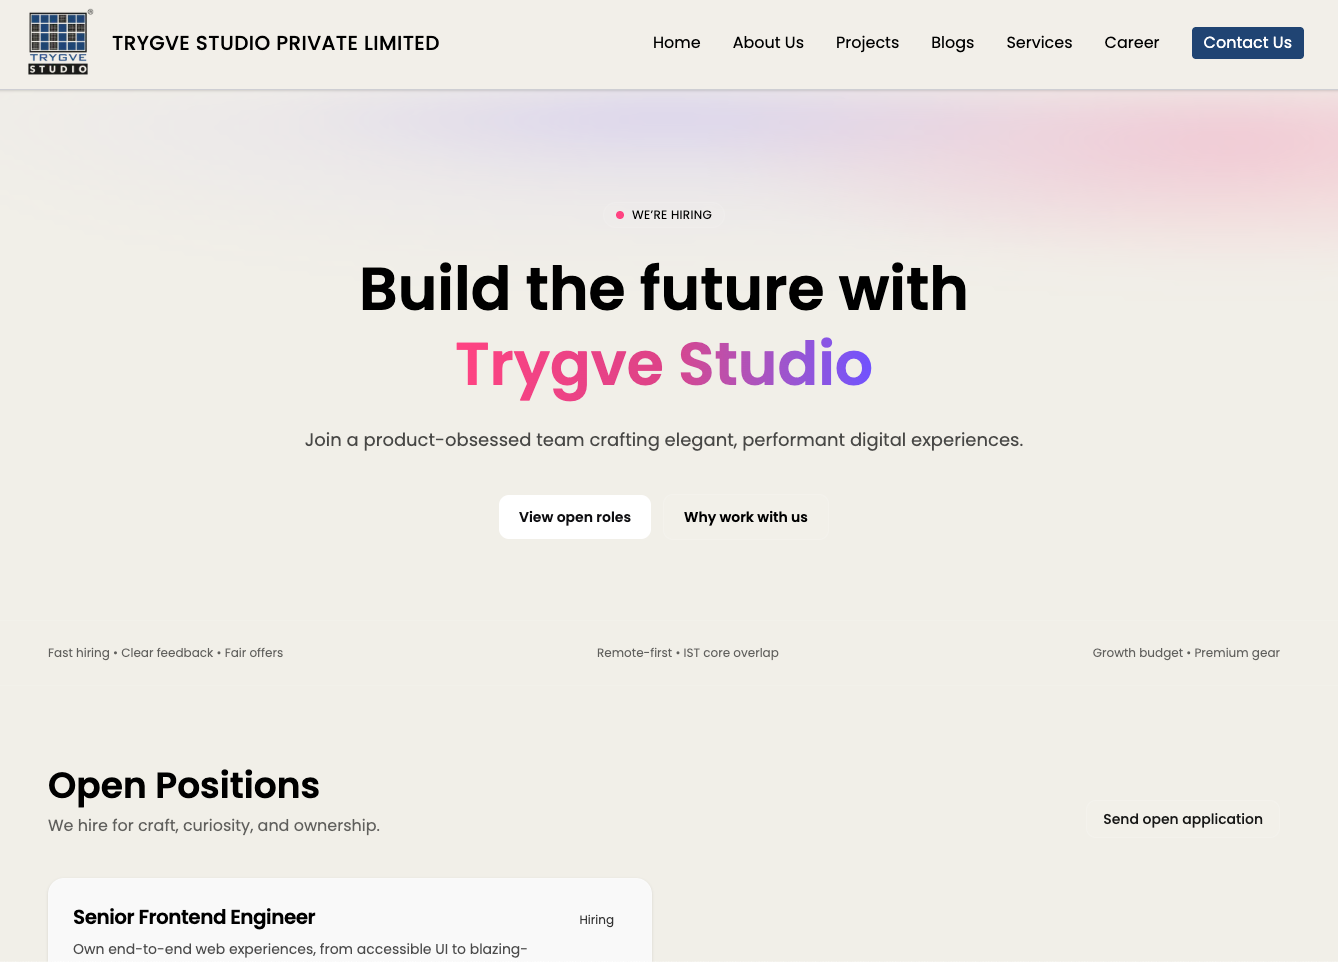 TRYGVE
STUDIO
®
TRYGVE STUDIO PRIVATE LIMITED
Home
About Us
Projects
Blogs
Services
Career
Contact Us
WE'RE HIRING
Build the future with
Trygve Studio
Join a product-obsessed team crafting elegant, performant digital experiences.
View open roles
Why work with us
Fast hiring • Clear feedback • Fair offers
Remote-first • IST core overlap
Growth budget • Premium gear
Open Positions
We hire for craft, curiosity, and ownership.
Send open application
Senior Frontend Engineer
Hiring
Own end-to-end web experiences, from accessible UI to blazing-